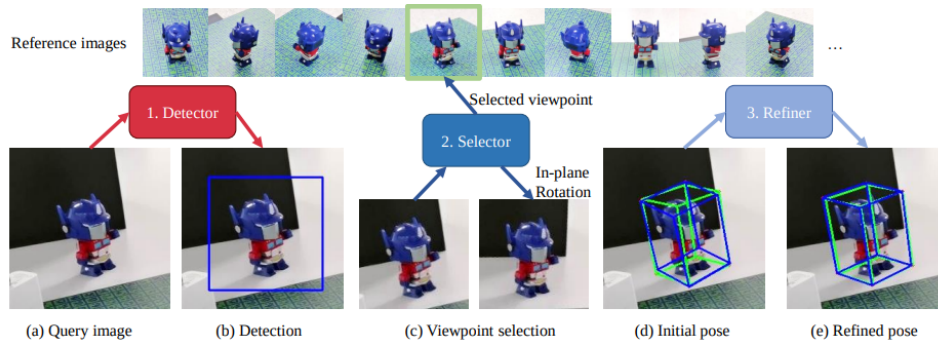 Reference images
...
1. Detector
Selected viewpoint
2. Selector
3. Refiner
In-plane
Rotation
(a) Query image
(b) Detection
(c) Viewpoint selection
(d) Initial pose
(e) Refined pose